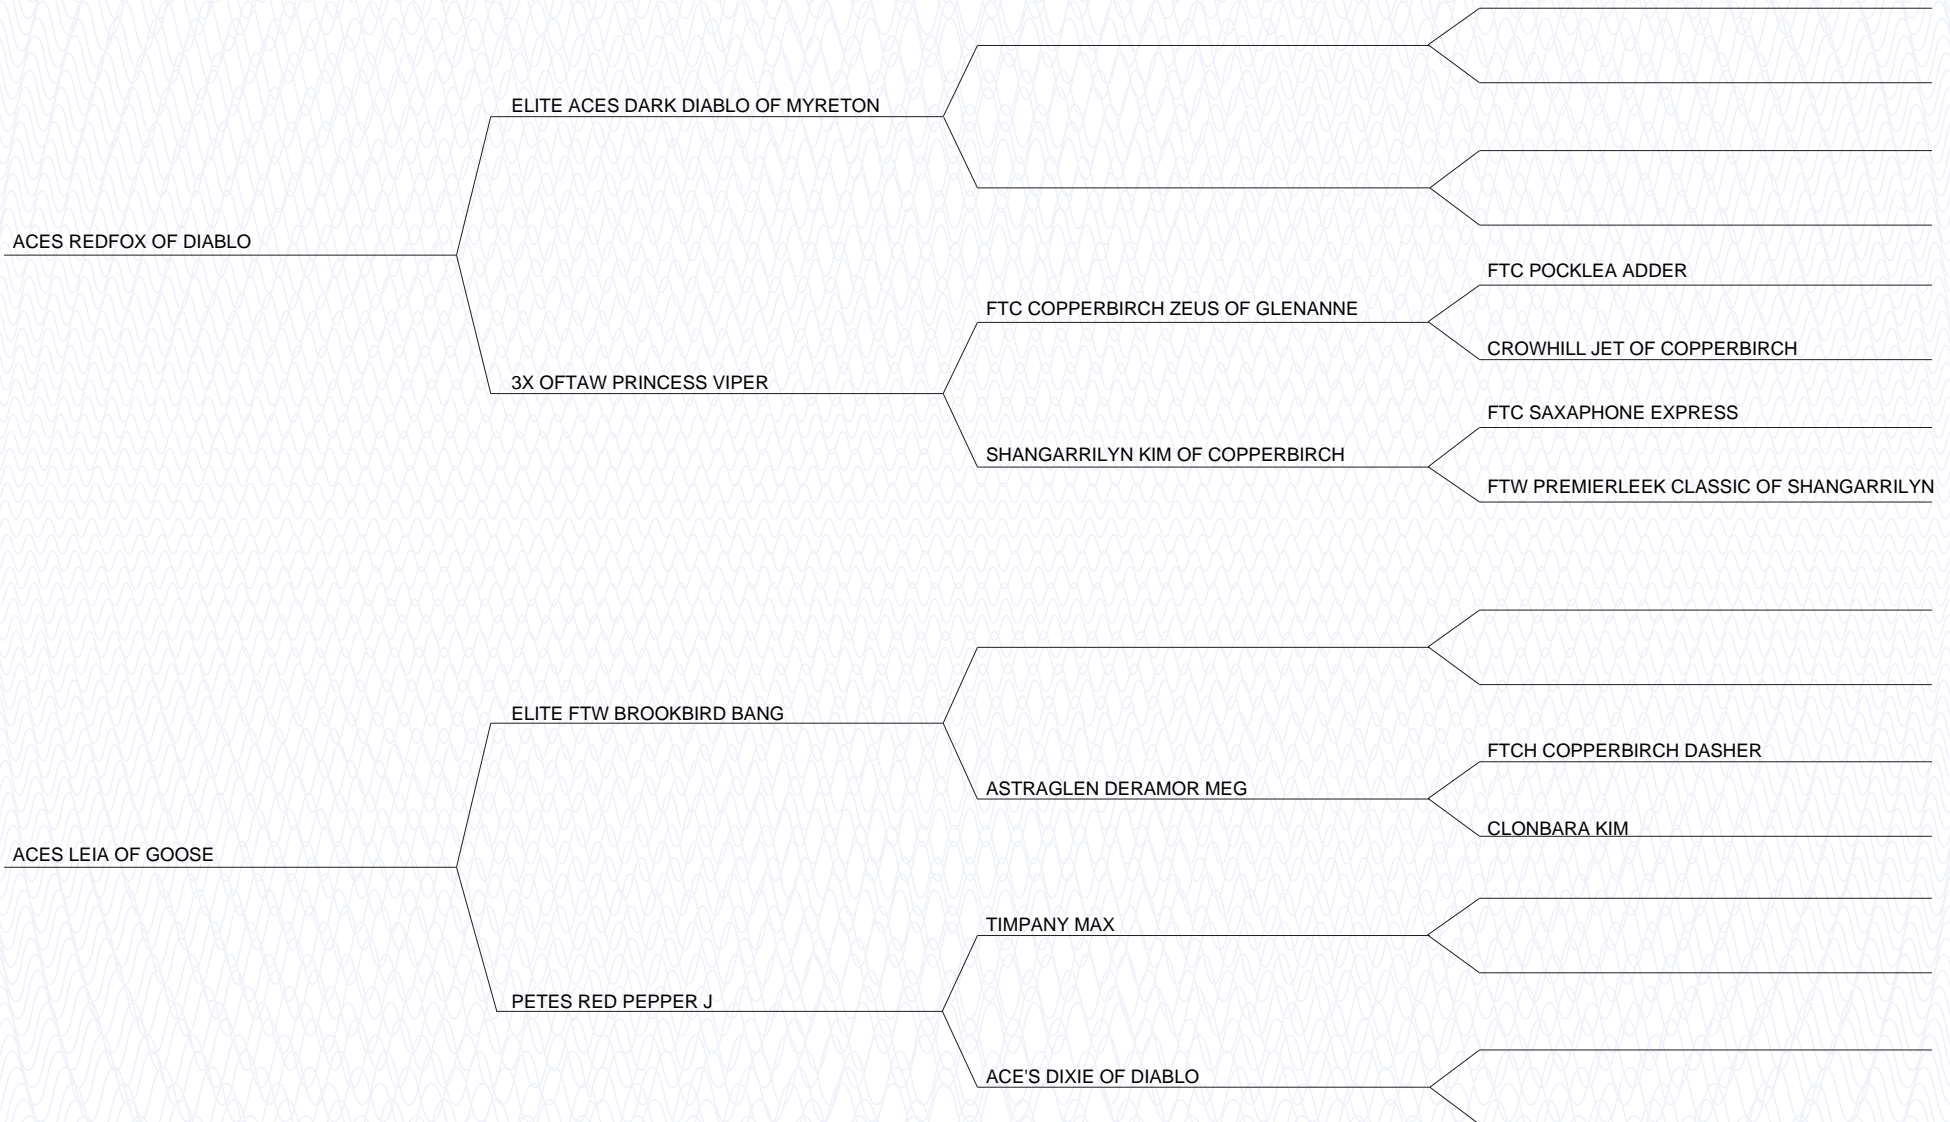 ELITE ACES DARK DIABLO OF MYRETON
ACES REDFOX OF DIABLO
FTC POCKLEA ADDER
FTC COPPERBIRCH ZEUS OF GLENANNE
CROWHILL JET OF COPPERBIRCH
3X OFTAW PRINCESS VIPER
FTC SAXAPHONE EXPRESS
SHANGARRILYN KIM OF COPPERBIRCH
FTW PREMIERLEEK CLASSIC OF SHANGARRILYN
ELITE FTW BROOKBIRD BANG
FTCH COPPERBIRCH DASHER
ASTRAGLEN DERAMOR MEG
CLONBARA KIM
ACES LEIA OF GOOSE
TIMPANY MAX
PETES RED PEPPER J
ACE'S DIXIE OF DIABLO